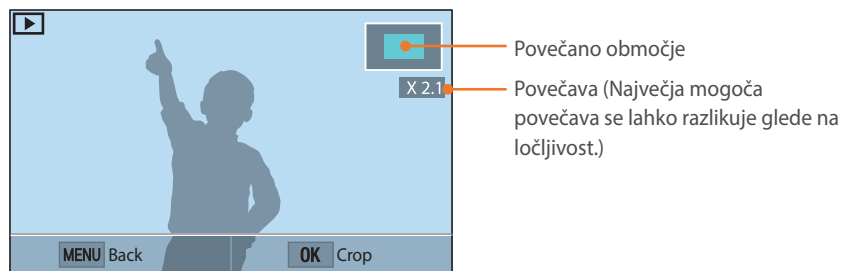 X 2.1
Povečano območje
Povečava (Največja mogoča
povečava se lahko razlikuje glede na
ločljivost.)
MENU Back
OK Crop